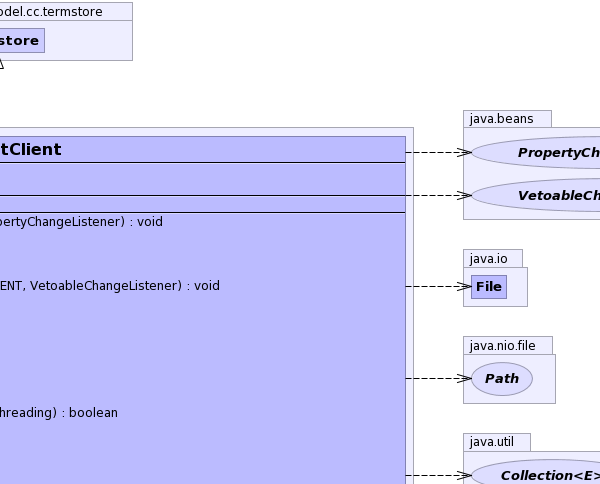 odel.cc.termstore
store
tClient
pertyChangeListener) : void
ENT, VetoableChangeListener) : void
hreading) : boolean
java.beans
PropertyCh
VetoableCh
java.io
File
java.nio.file
Path
java.util
Collection<E>